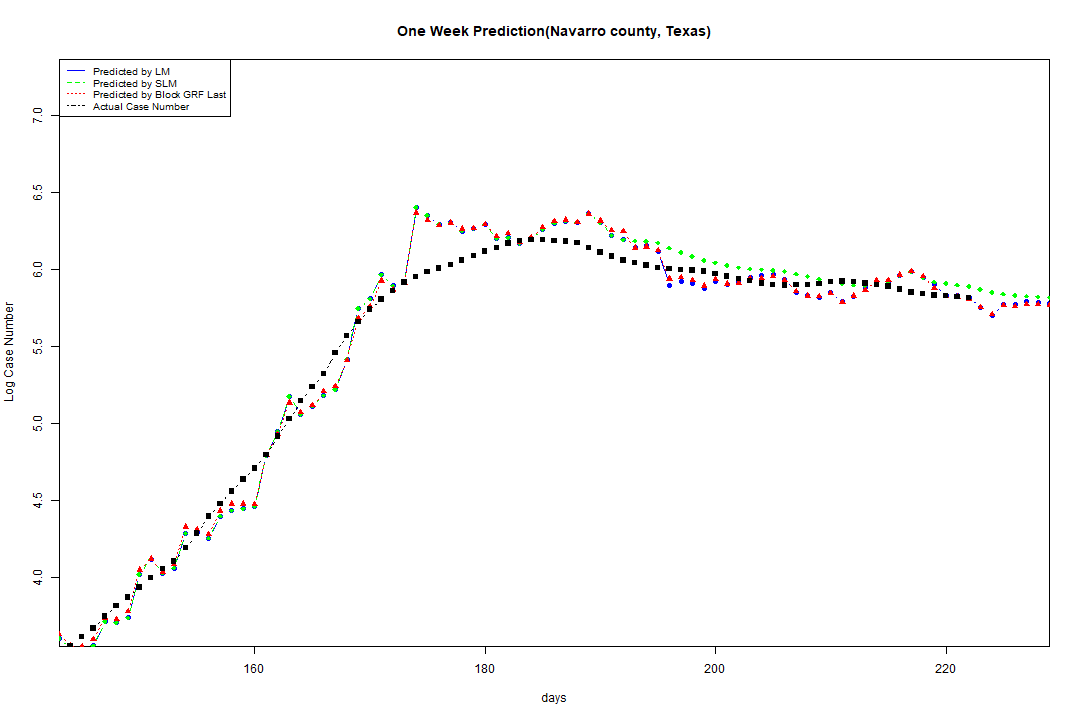 One Week Prediction(Navarro county, Texas)
Predicted by LM
Predicted by SLM
Predicted by Block GRF Last
Actual Case Number
7.0
6.5
6.0
5.5
5.0
4.5
4.0
Log Case Number
160 180 200 220
days